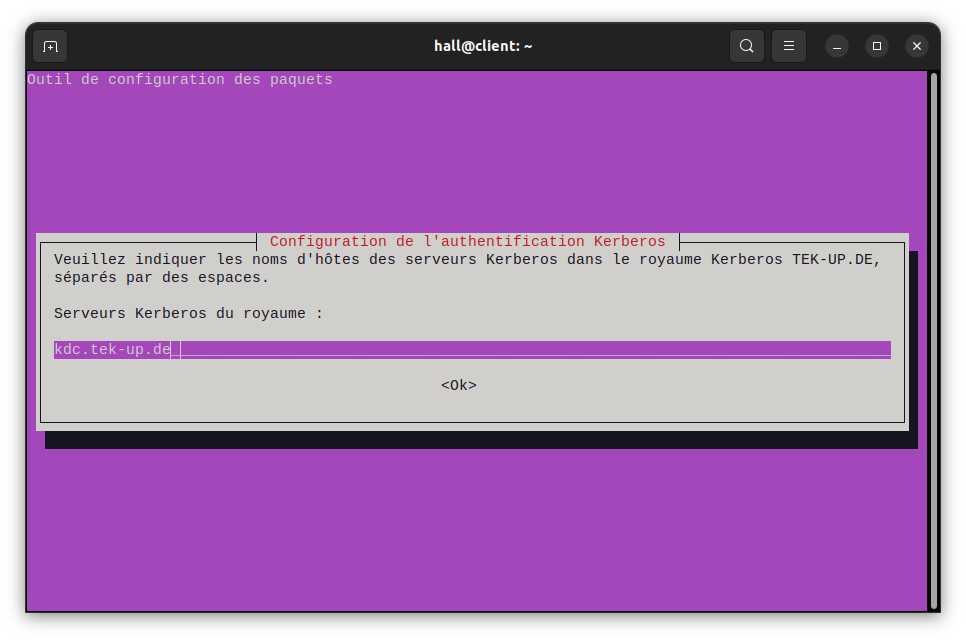 hall@client: ~
Outil de configuration des paquets
Configuration de l'authentification Kerberos
Veuillez indiquer les noms d'hôtes des serveurs Kerberos dans le royaume Kerberos TEK-UP.DE,
séparés par des espaces.
Serveurs Kerberos du royaume :
kdc.tek-up.de
<Ok>